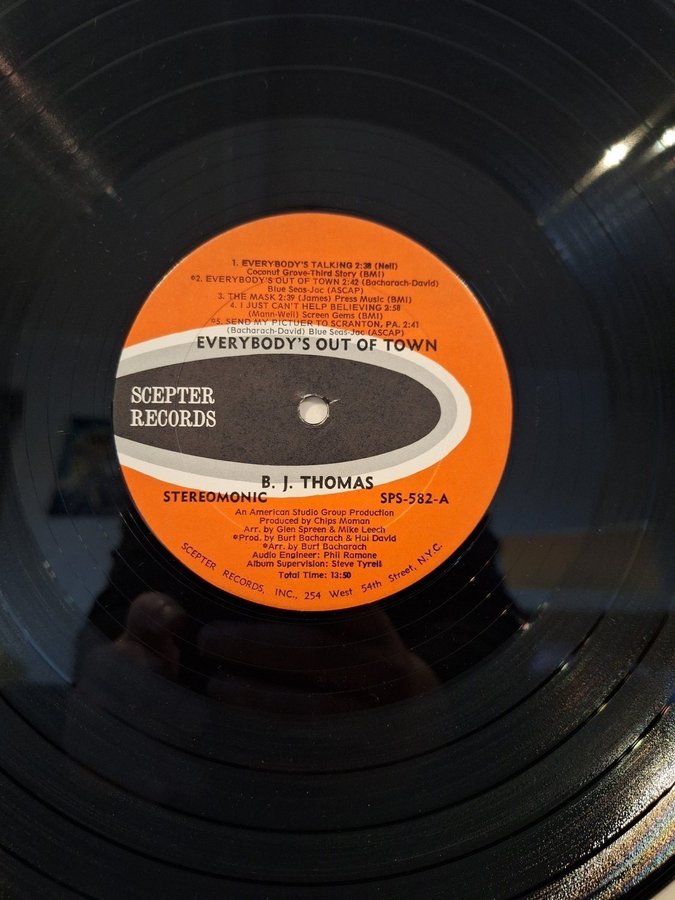 1. EVERYBODY'S TALKING 2:38 (Neil)
Coconut Grove-Third Story (BMI)
*2. EVERYBODY'S OUT OF TOWN 2:42 (Bacharach-David)
Blue Seas-Jac (ASCAP)
3. THE MASK 2:39 (James) Press Music (BMI)
4. I JUST CAN'T HELP BELIEVING 2:58
(Mann-Weil) Screen Gems (BMI)
*5. SEND MY PICTUER TO SCRANTON, PA. 2:41
(Bacharach-David) Blue Seas-Jac (ASCAP)
EVERYBODY'S OUT OF TOWN
SCEPTER
RECORDS
B. J. THOMAS
STEREOMONIC SPS-582-A
An American Studio Group Production
Produced by Chips Moman
Arr. by Glen Spreen & Mike Leech
*Prod. by Burt Bacharach & Hal David
*Arr. by Burt Bacharach
Audio Engineer: Phil Ramone
Album Supervision: Steve Tyrell
Total Time: 13:50
SCEPTER RECORDS, INC., 254 West 54th Street, N.Y.C.